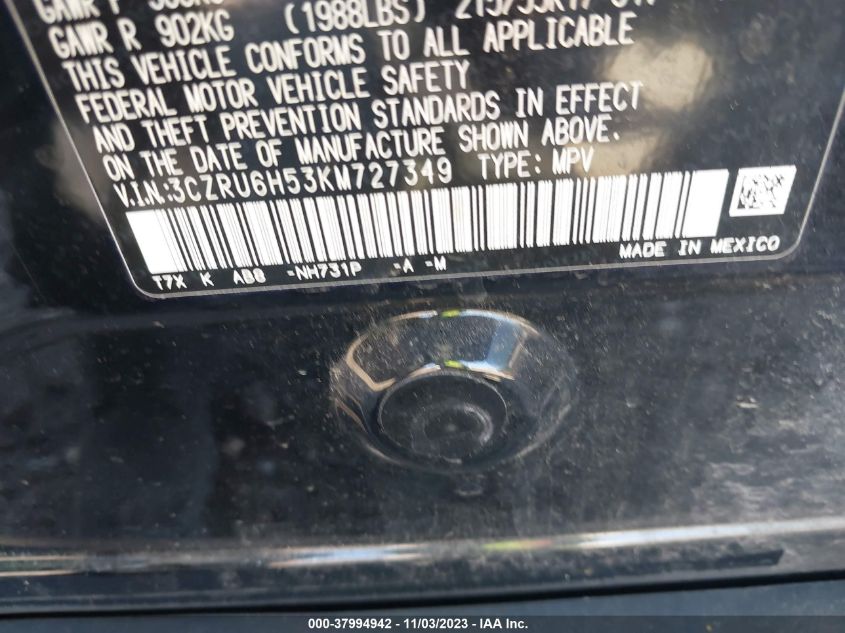 GAWR R 902KG (1988LBS)
THIS VEHICLE CONFORMS TO ALL APPLICABLE
FEDERAL MOTOR VEHICLE SAFETY
AND THEFT PREVENTION STANDARDS IN EFFECT
ON THE DATE OF MANUFACTURE SHOWN ABOVE.
V.I.N:3CZRU6H53KM727349 TYPE: MPV
MADE IN MEXICO
T7X K AB0 -NH731P -A -M
000-37994942 - 11/03/2023 - IAA Inc.